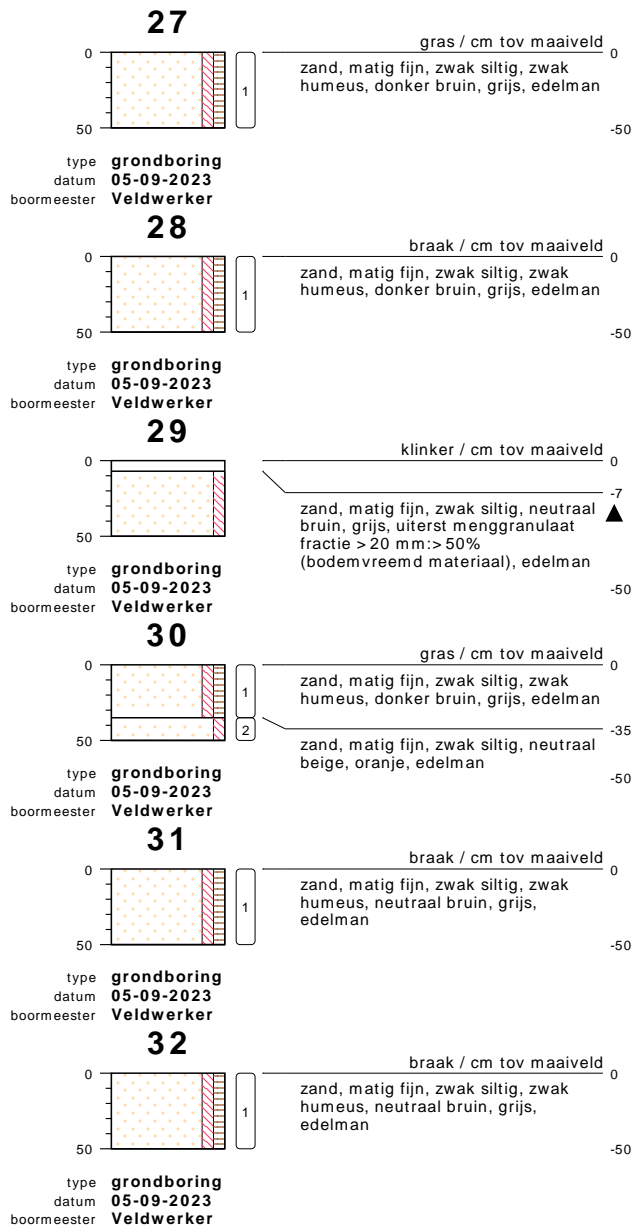 27
gras / cm tov maaiveld
0
0
zand, matig fijn, zwak siltig, zwak
humeus, donker bruin, grijs, edelman
1
50
-50
type grondboring
datum 05-09-2023
boormeester Veldwerker
28
braak / cm tov maaiveld
0
0
zand, matig fijn, zwak siltig, zwak
humeus, donker bruin, grijs, edelman
1
50
-50
type grondboring
datum 05-09-2023
boormeester Veldwerker
29
klinker / cm tov maaiveld
0
0
-7
zand, matig fijn, zwak siltig, neutraal
bruin, grijs, uiterst menggranulaat
fractie > 20 mm:> 50%
(bodemvreemd materiaal), edelman
50
-50
type grondboring
datum 05-09-2023
boormeester Veldwerker
30
gras / cm tov maaiveld
0
0
zand, matig fijn, zwak siltig, zwak
humeus, donker bruin, grijs, edelman
1
-35
2
zand, matig fijn, zwak siltig, neutraal
beige, oranje, edelman
50
-50
type grondboring
datum 05-09-2023
boormeester Veldwerker
31
braak / cm tov maaiveld
0
0
zand, matig fijn, zwak siltig, zwak
humeus, neutraal bruin, grijs,
edelman
1
50
-50
type grondboring
datum 05-09-2023
boormeester Veldwerker
32
braak / cm tov maaiveld
0
0
zand, matig fijn, zwak siltig, zwak
humeus, neutraal bruin, grijs,
edelman
1
50
-50
type grondboring
datum 05-09-2023
boormeester Veldwerker